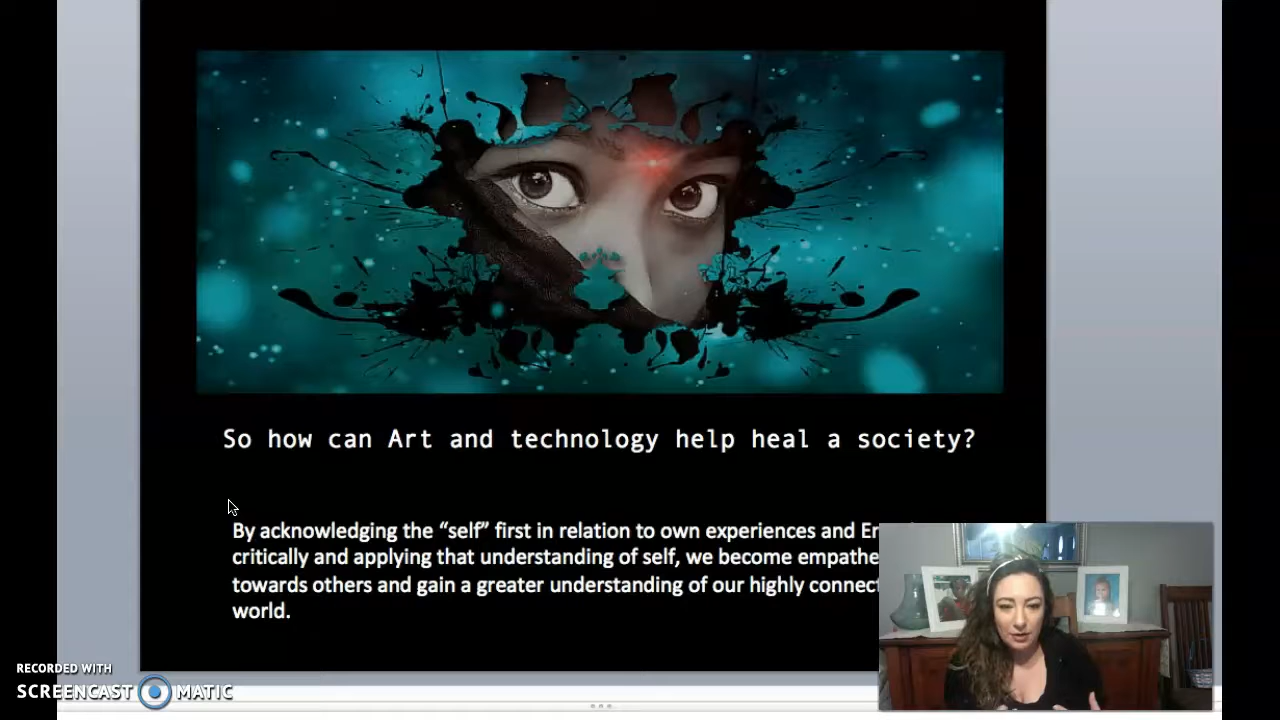 So how can Art and technology help heal a society?
By acknowledging the “self” first in relation to own experiences and
critically and applying that understanding of self, we become
towards others and gain a greater understanding of our highly
world.
RECORDED WITH
SCREENCAST MATIC